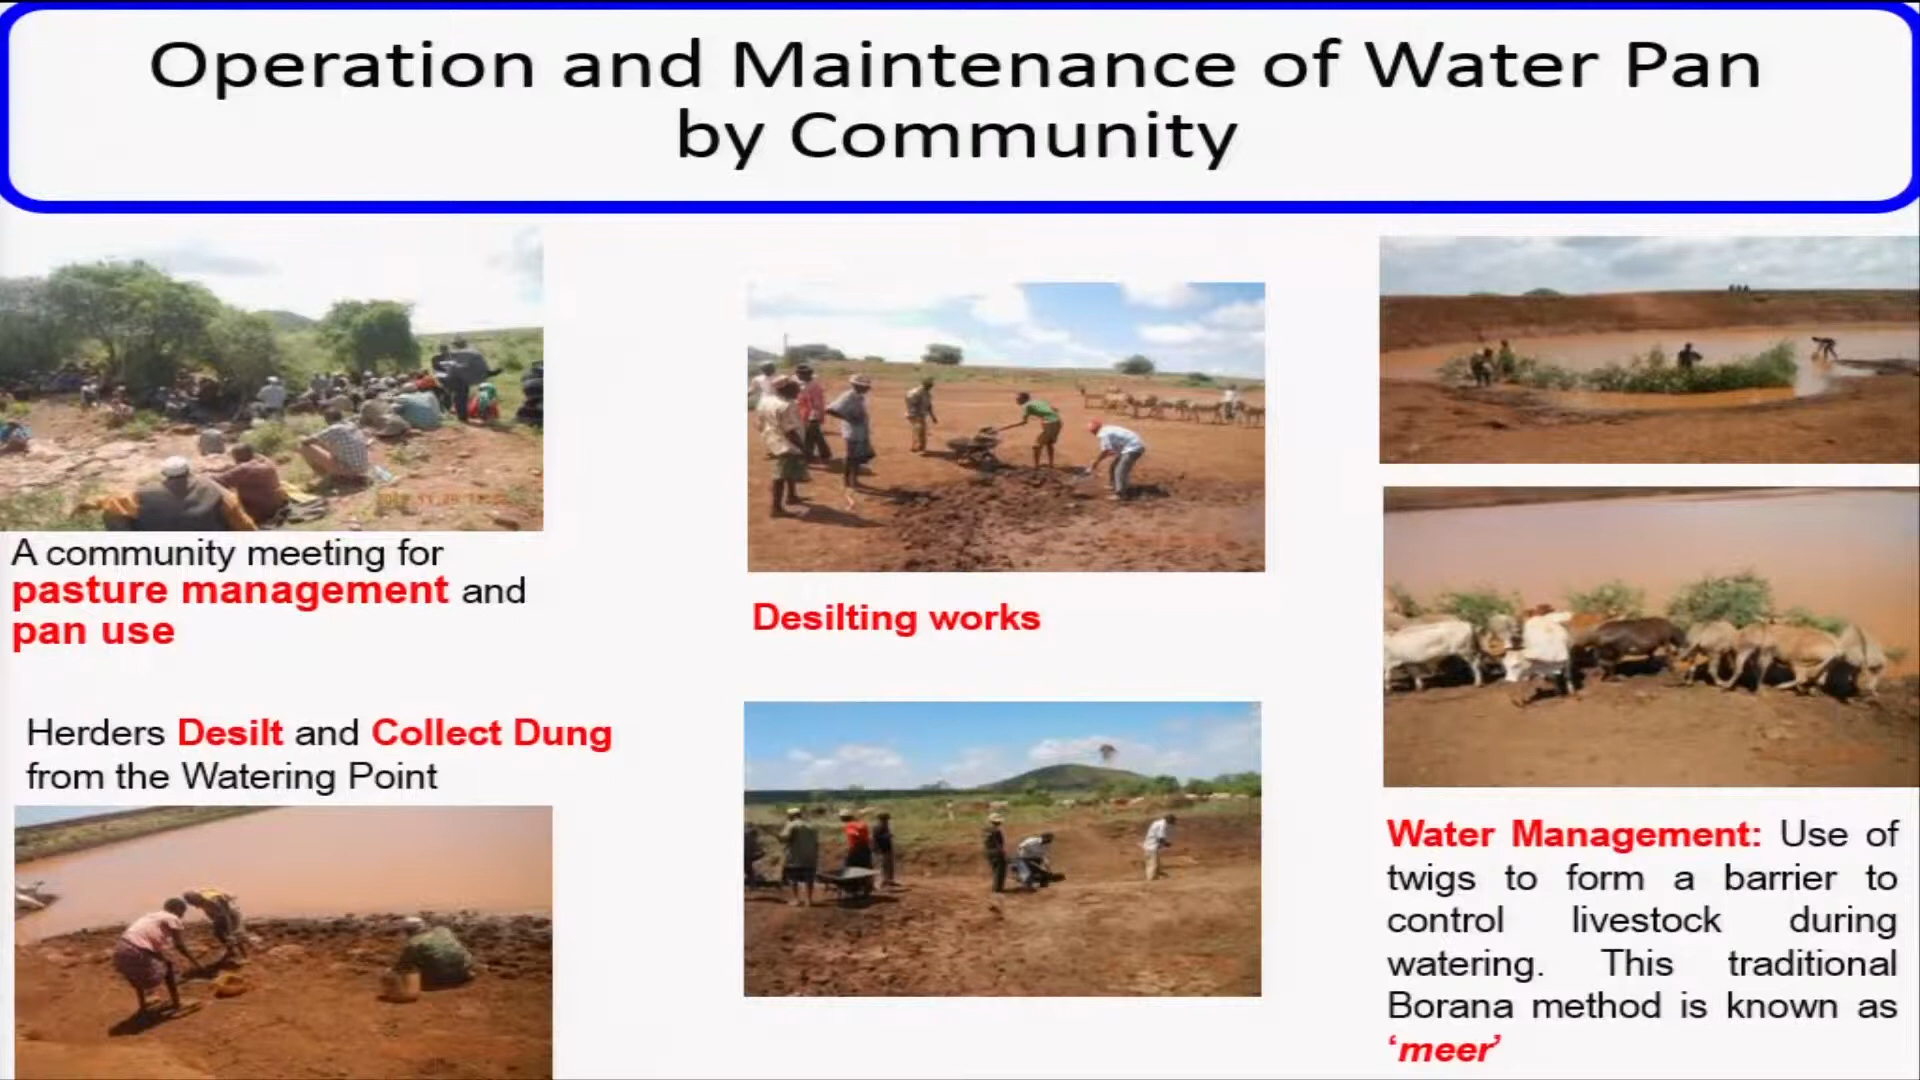 Operation and Maintenance of Water Pan
by Community
A community meeting for
pasture management and
pan use
Herders Desilt and Collect Dung
from the Watering Point
Desilting works
Water Management: Use of
twigs to form a barrier to
control livestock during
watering. This traditional
Borana method is known as
‘meer’